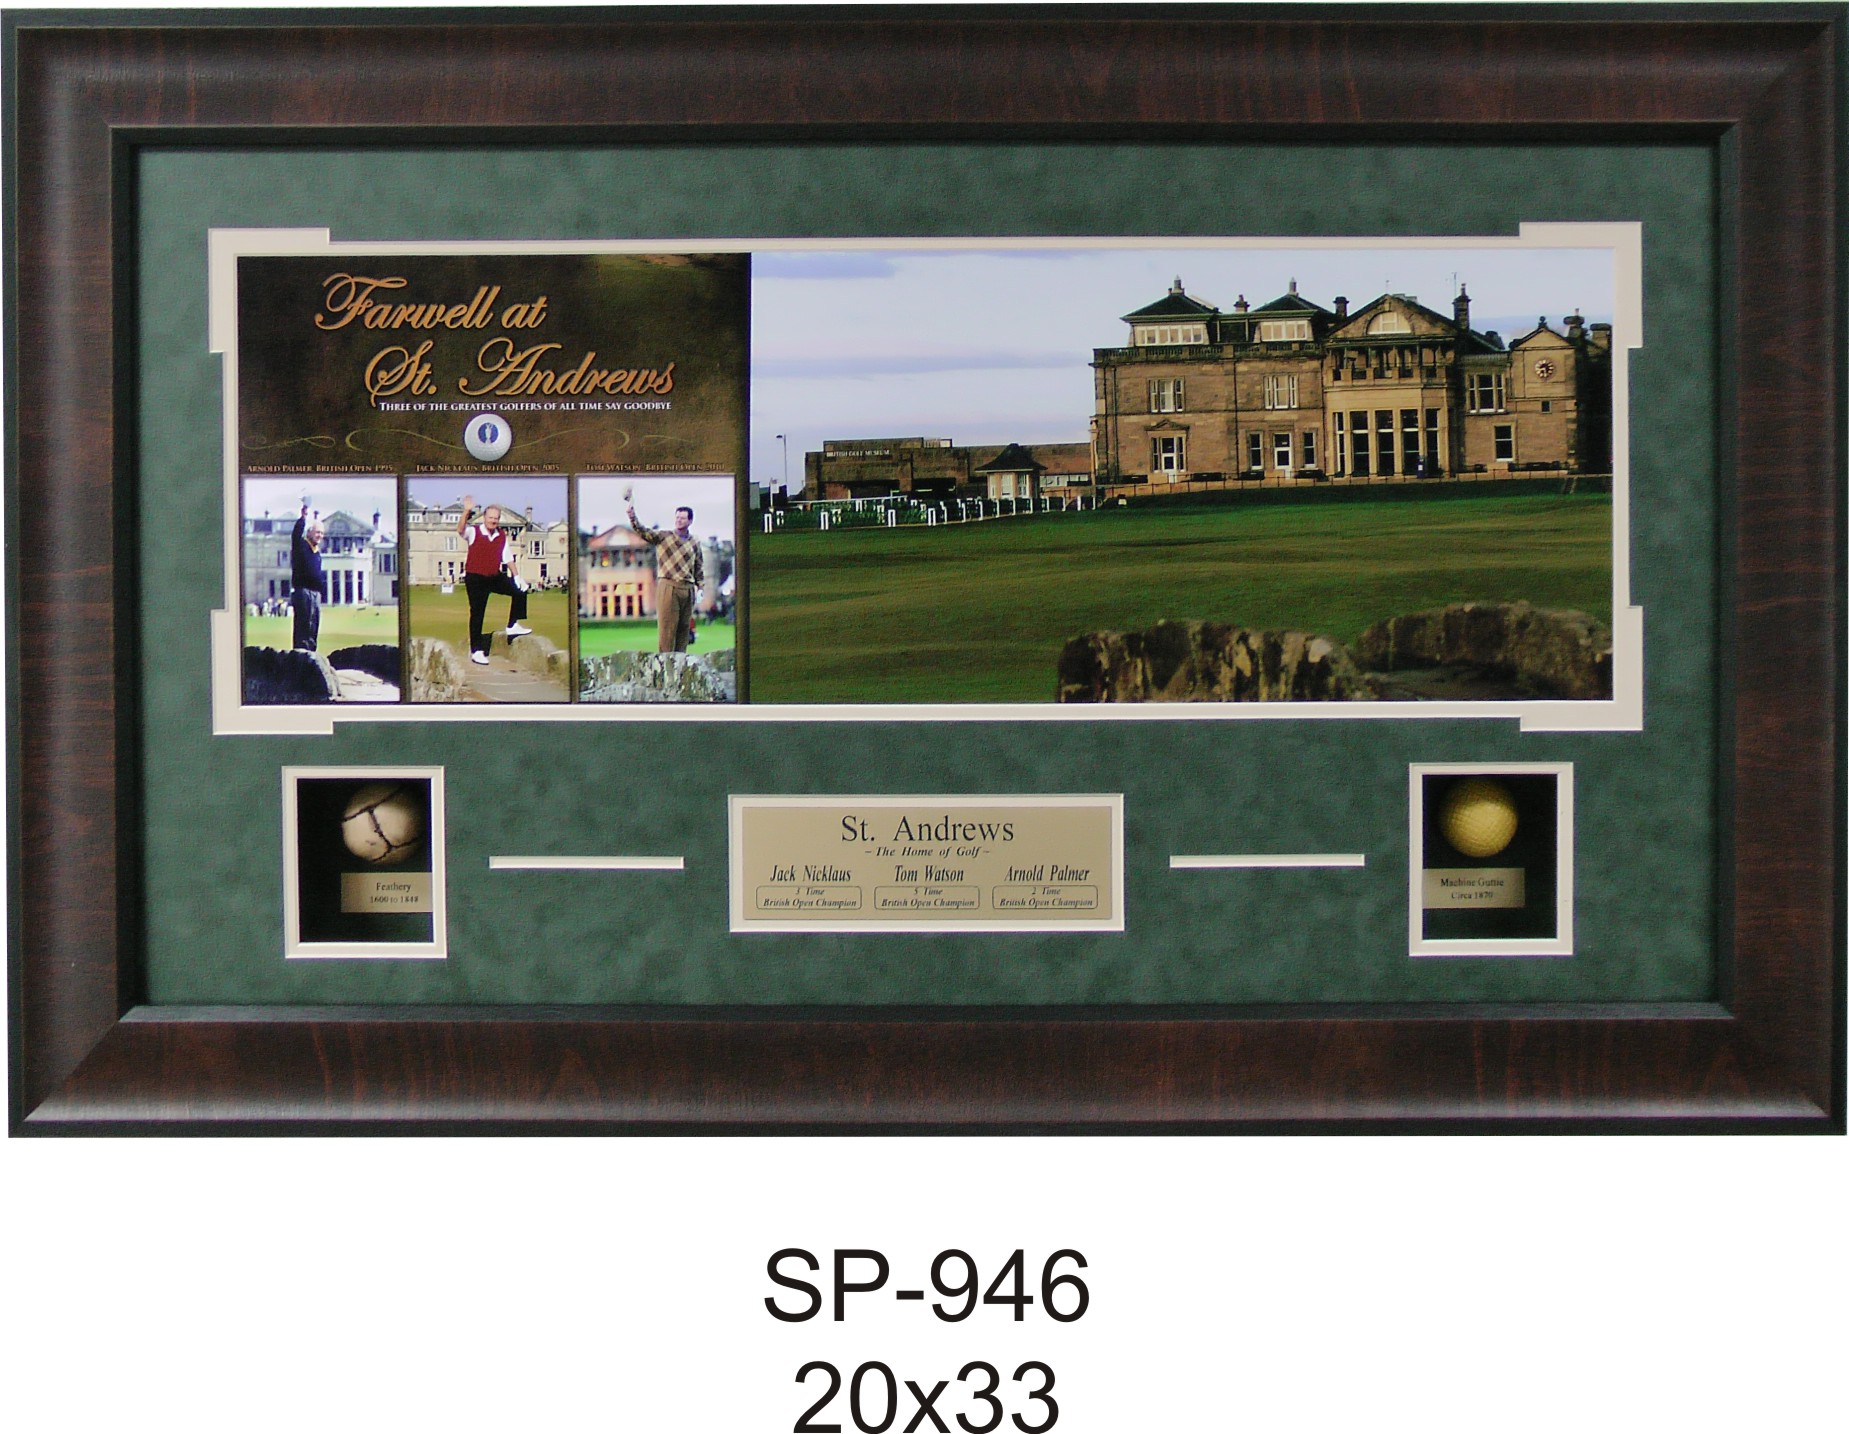 Farwell at
St. Andrews
THREE OF THE GREATEST GOLFERS OF ALL TIME SAY GOODBYE
ARNOLD PALMER, BRITISH OPEN 1995
JACK NICKLAUS, BRITISH OPEN 2005
TOM WATSON, BRITISH OPEN 2010
BRITISH GOLF MUSEUM
Feathery
1600 to 1848
St. Andrews
~The Home of Golf~
Jack Nicklaus
3 Time
British Open Champion
Tom Watson
5 Time
British Open Champion
Arnold Palmer
2 Time
British Open Champion
Machine Guttie
Circa 1879
SP-946
20x33